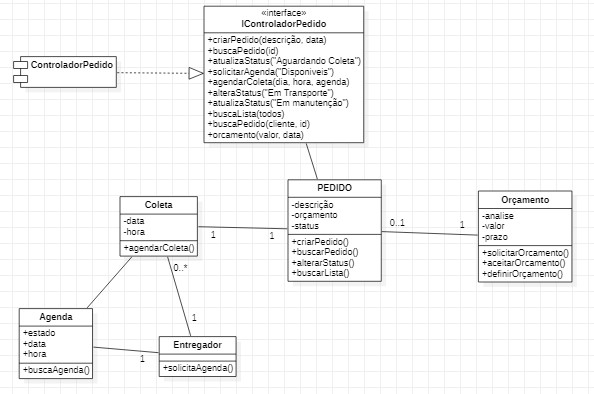 «interface»
IControladorPedido
+criarPedido(descrição, data)
+buscaPedido(id)
+atualizaStatus("Aguardando Coleta")
+solicitarAgenda("Disponiveis")
+agendarColeta(dia, hora, agenda)
+alteraStatus("Em Transporte")
+atualizaStatus("Em manutenção")
+buscaLista(todos)
+buscaPedido(cliente, id)
+orcamento(valor, data)
ControladorPedido
PEDIDO
-descrição
-orçamento
-status
+criarPedido()
+buscarPedido()
+alterarStatus()
+buscarLista()
Coleta
-data
-hora
+agendarColeta()
Orçamento
-analise
-valor
-prazo
+solicitarOrcamento()
+aceitarOrcamento()
+definirOrçamento()
1
1
0..1
1
0..*
1
Agenda
+estado
+data
+hora
+buscaAgenda()
1
Entregador
+solicitaAgenda()